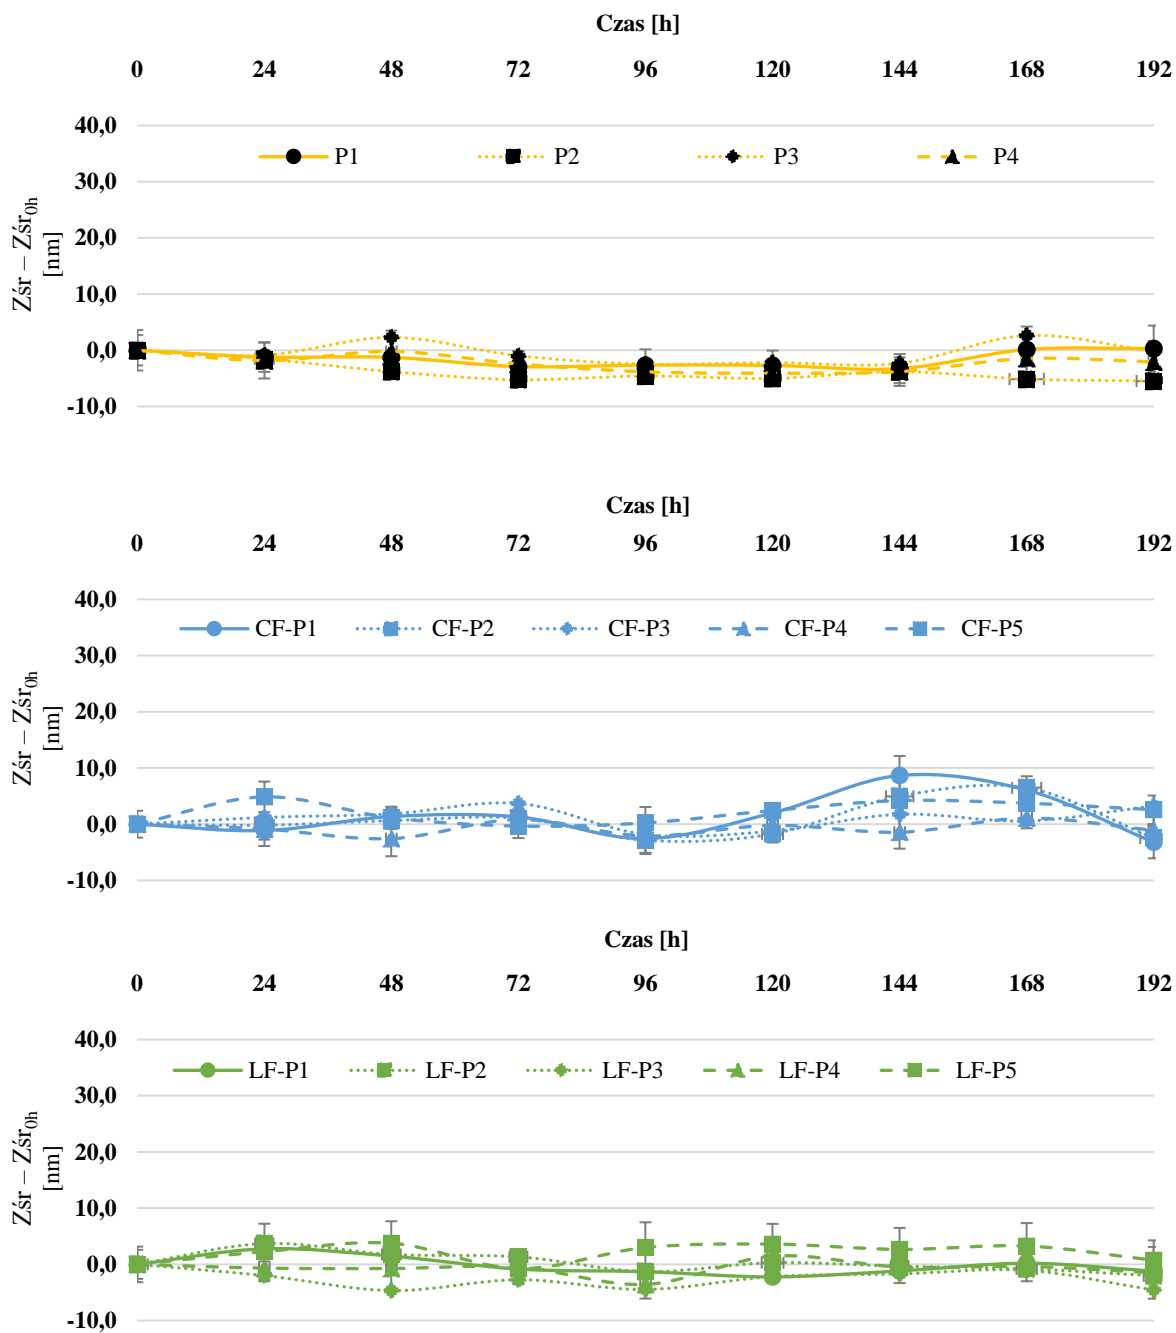 Czas [h]
0 24 48 72 96 120 144 168 192
40,0
P1 P2 P3 P4
30,0
20,0
10,0
0,0
-10,0
Zśr – Zśr0h
[nm]
Czas [h]
0 24 48 72 96 120 144 168 192
40,0
CF-P1 CF-P2 CF-P3 CF-P4 CF-P5
30,0
20,0
10,0
0,0
-10,0
Zśr – Zśr0h
[nm]
Czas [h]
0 24 48 72 96 120 144 168 192
40,0
LF-P1 LF-P2 LF-P3 LF-P4 LF-P5
30,0
20,0
10,0
0,0
-10,0
Zśr – Zśr0h
[nm]